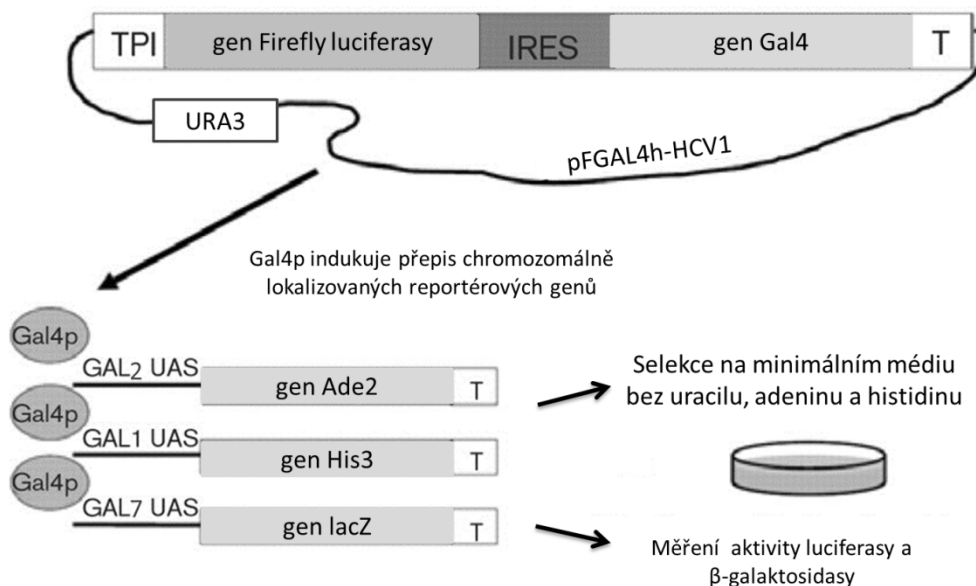 TPI gen Firefly luciferasy IRES gen Gal4 T
URA3
pFGAL4h-HCV1
Gal4p indukuje přepis chromozomálně
lokalizovaných reportérových genů
Gal4p
GAL2 UAS
gen Ade2 T
Gal4p
GAL1 UAS
gen His3 T
Gal4p
GAL7 UAS
gen lacZ T
Selekce na minimálním médiu
bez uracilu, adeninu a histidinu
Měření aktivity luciferasy a
β-galaktosidasy